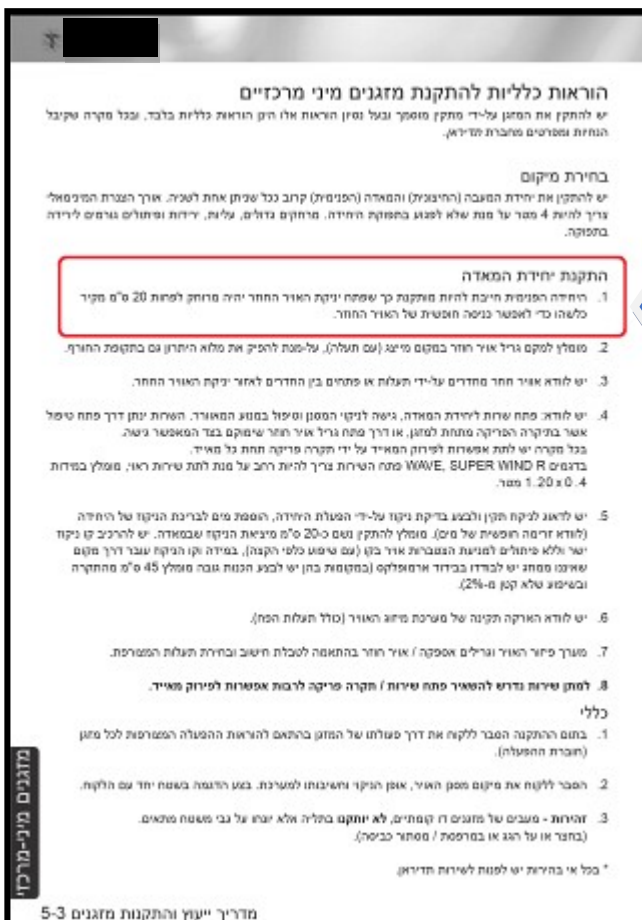 הוראות כלליות להתקנת מזגנים מיני מרכזיים
יש להתקין את המזגן על-ידי מתקין מוסמך ובעל נסיון הוראות אלו הינן הוראות כלליות בלבד, ובכל מקרה שקיבל
הנחיות ומפרטים מחברת תדיראן.
בחירת מיקום
יש להתקין את יחידת המעבה (החיצונית) והמאדה (הפנימית) קרוב ככל שניתן אחת לשניה. אורך הצנרת המינימאלי
צריך להיות 4 מטר על מנת שלא לפגוע בתפוקת היחידה. מרחקים גדולים, עליות, ירידות ופיתולים גורמים לירידה
בתפוקה.
התקנת יחידת המאדה
1. היחידה הפנימית חייבת להיות מותקנת כך שפתח יניקת האויר החוזר יהיה מרוחק לפחות 20 ס"מ מקיר
כלשהו כדי לאפשר כניסה חופשית של האויר החוזר.
2. מומלץ למקם גריל אויר חוזר במקום מייצג (עם תעלה), על-מנת להפיק את מלוא היתרון גם בתקופת החורף.
3. יש לוודא אוויר חוזר מחדרים על-ידי תעלות או פתחים בין החדרים לאזור יניקת האוויר החוזר.
4. יש לוודא: פתח שרות ליחידת המאדה, גישה לניקוי המסנן וטיפול במנוע המאוורר. השרות ינתן דרך פתח טיפול
אשר בתיקרה הפריקה מתחת למזגן, או דרך פתח גריל אויר חוזר שימוקם בצד המאפשר גישה.
בכל מקרה יש לתת אפשרות לפירוק המאייד על ידי תקרה פריקה תחת כל מאייד.
בדגמים WAVE, SUPER WIND R פתח השירות צריך להיות רחב על מנת לתת שירות ראוי, מומלץ במידות
1.20 x 0.4 מטר.
5. יש לדאוג לניקוז תקין ולבצע בדיקת ניקוז על-ידי הפעלת היחידה, הוספת מים לבריכת הניקוז של היחידה
(לוודא זרימה חופשית של מים). מומלץ להתקין נשם כ-20 ס"מ מיציאת הניקוז שבמאדה. יש להרכיב קו ניקוז
ישר וללא פיתולים למניעת הצטברות אויר בקו (עם שיפוע כלפי הקצה), במידה וקו הניקוז עובר דרך מקום
שאיננו ממוזג יש לבודדו בבידוד ארמופלקס (במקומות בהן יש לבצע הכנות גובה מומלץ 45 ס"מ מהתקרה
ובשיפוע שלא קטן מ-2%).
6. יש לוודא הארקה תקינה של מערכת מיזוג האוויר (כולל תעלות הפח).
7. מערך פיזור האויר וגרילים אספקה / אויר חוזר בהתאמה לטבלת חישוב ובחירת תעלות המצורפת.
8. למתן שירות נדרש להשאיר פתח שירות / תקרה פריקה לרבות אפשרות לפירוק מאייד.
כללי
1. בתום ההתקנה הסבר ללקוח את דרך פעולתו של המזגן בהתאם להוראות ההפעלה המצורפות לכל מזגן
(חוברת ההפעלה).
2. הסבר ללקוח את מיקום מסנן האויר, אופן הניקוי וחשיבותו למערכת. בצע הדגמה בשטח יחד עם הלקוח.
3. זהירות - מעבים של מזגנים דו קומתיים, לא יותקנו בתליה אלא יונחו על גבי משטח מתאים.
(בחצר או על הגג או במרפסת / מסתור כביסה).
* בכל אי בהירות יש לפנות לשירות תדיראן.
מזגנים מיני-מרכזי
מדריך ייעוץ והתקנות מזגנים 5-3